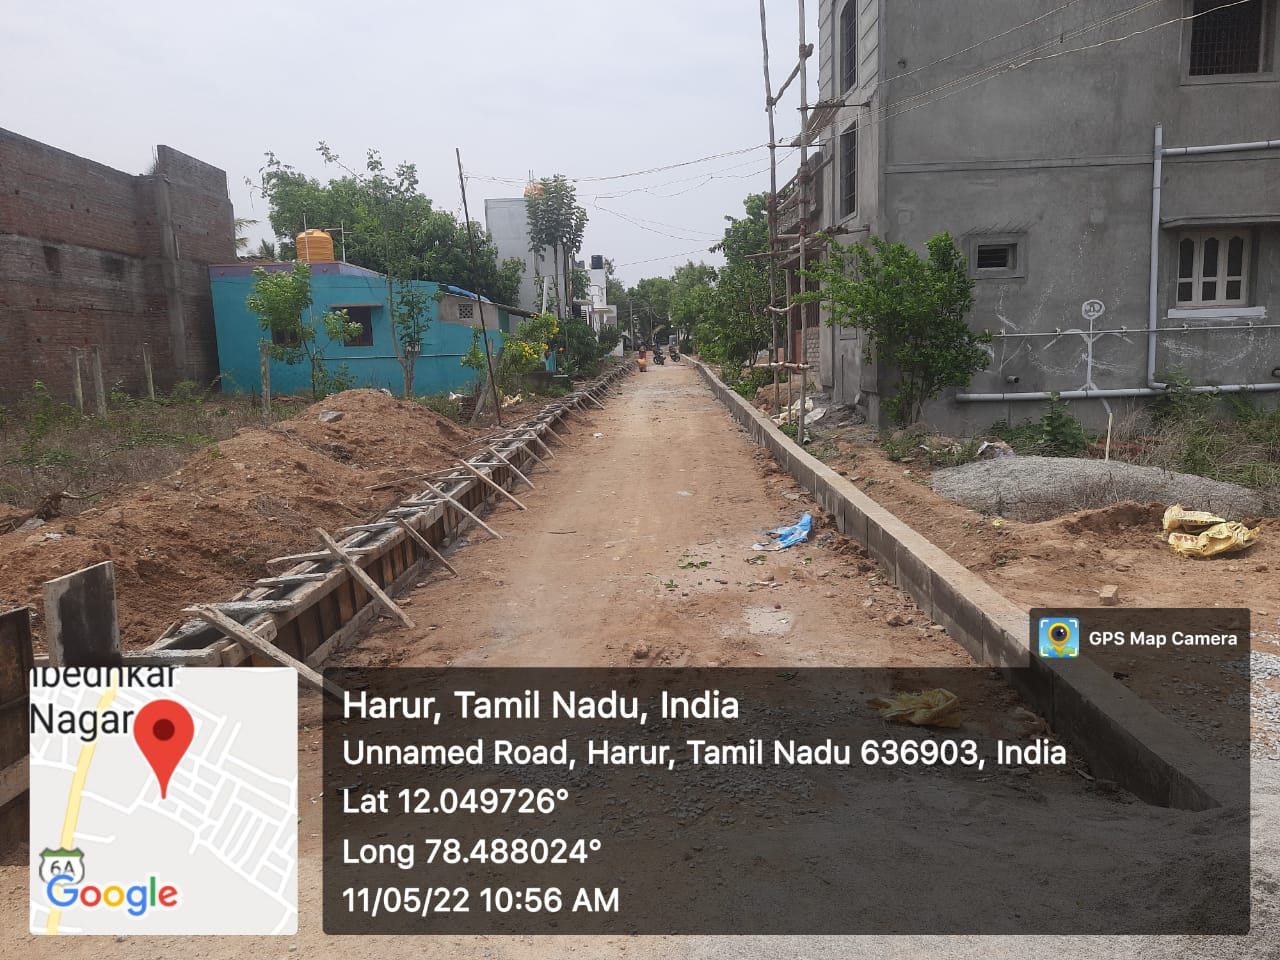 GPS Map Camera
Nagar
6A
Google
Harur, Tamil Nadu, India
Unnamed Road, Harur, Tamil Nadu 636903, India
Lat 12.049726°
Long 78.488024°
11/05/22 10:56 AM